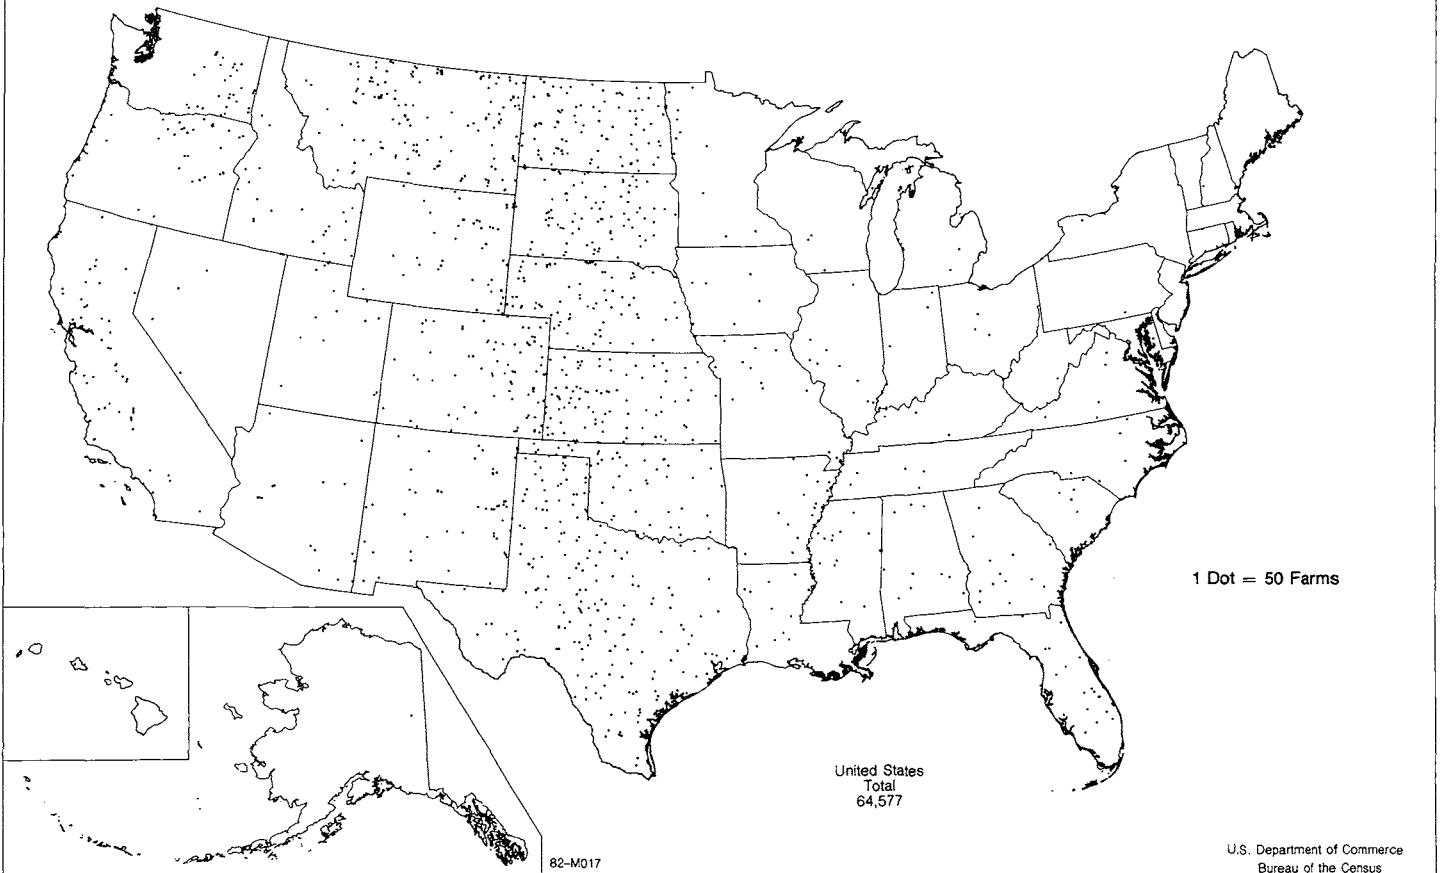 1 Dot = 50 Farms
United States
Total
64,577
82–M017
U.S. Department of Commerce
Bureau of the Census